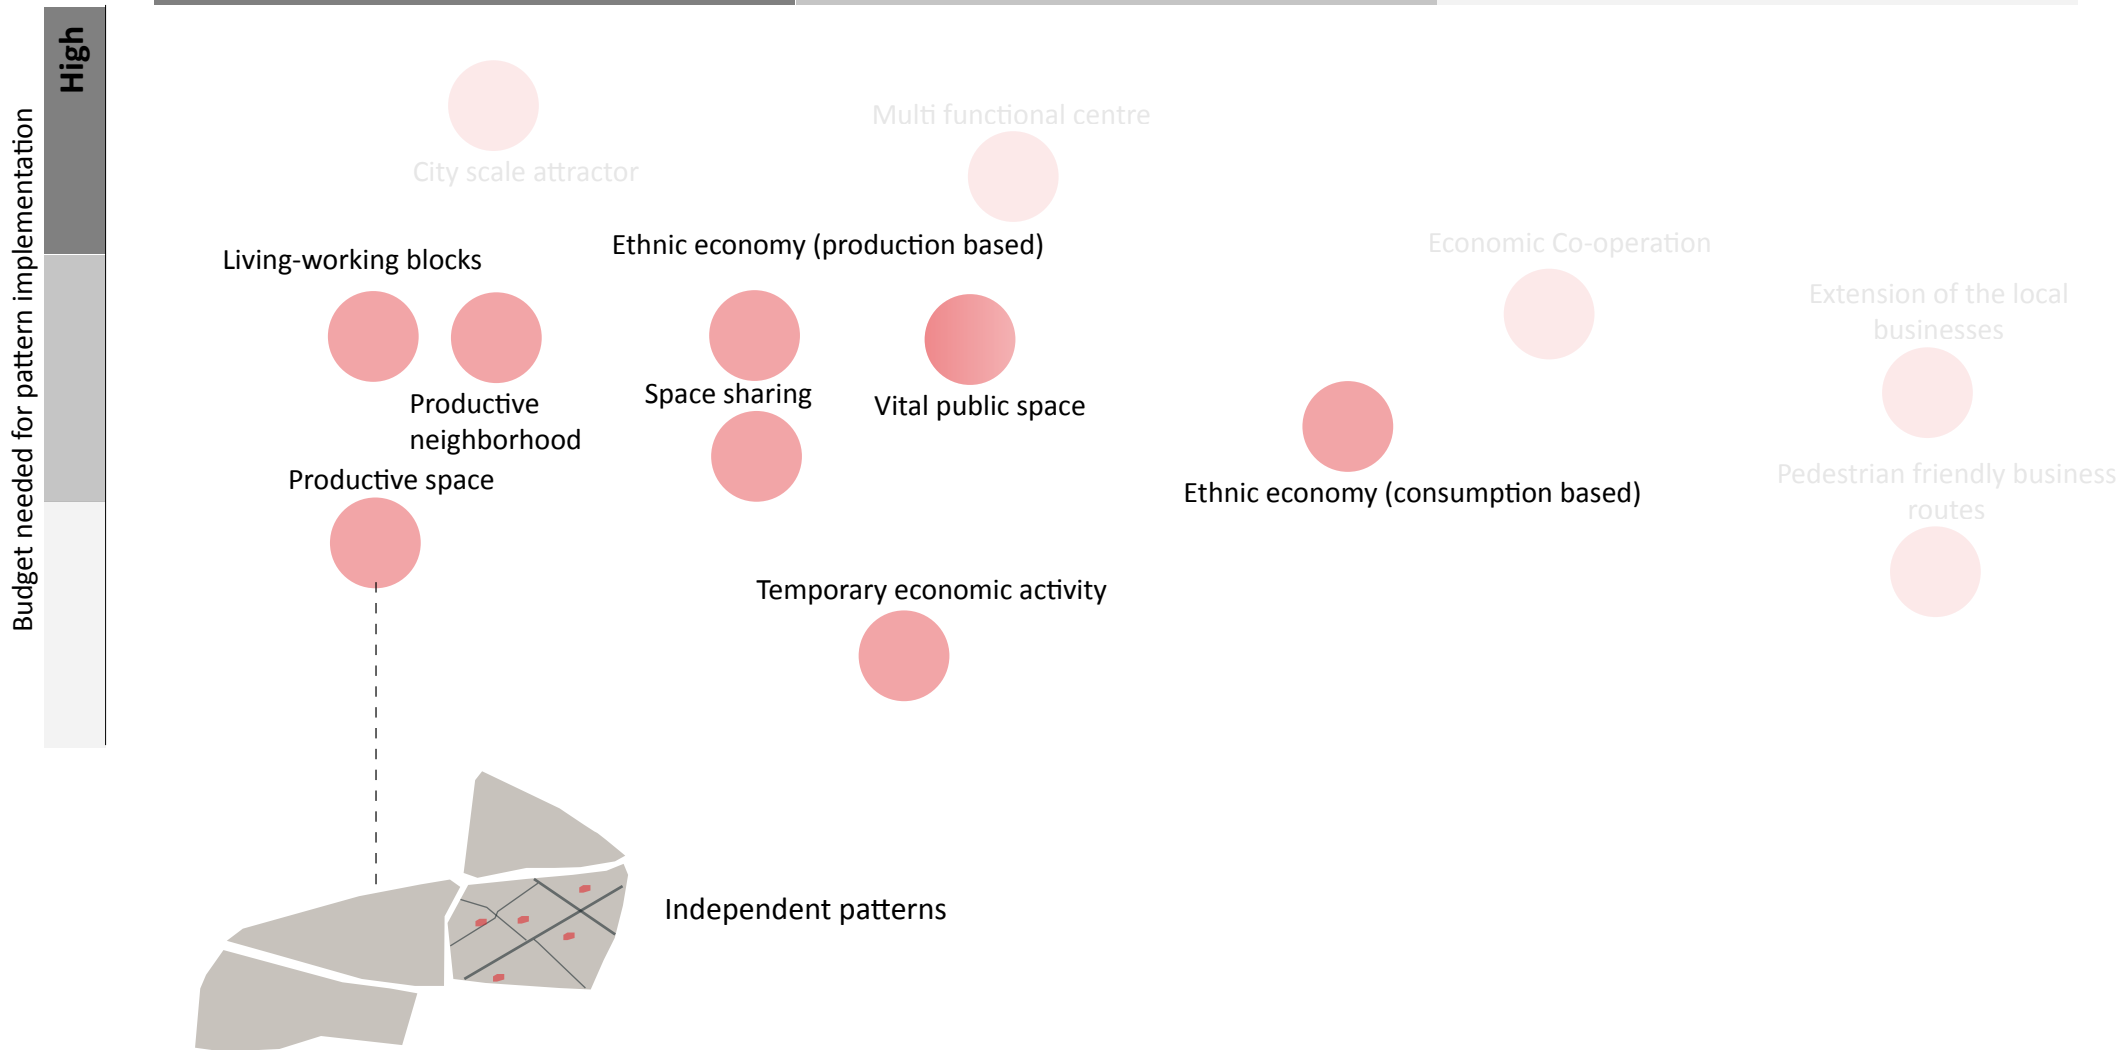 High
Budget needed for pattern implementation
Multi functional centre
City scale attractor
Economic Co-operation
Ethnic economy (production based)
Living-working blocks
Extension of the local
businesses
Space sharing
Vital public space
Productive
neighborhood
Productive space
Pedestrian friendly business
routes
Ethnic economy (consumption based)
Temporary economic activity
Independent patterns